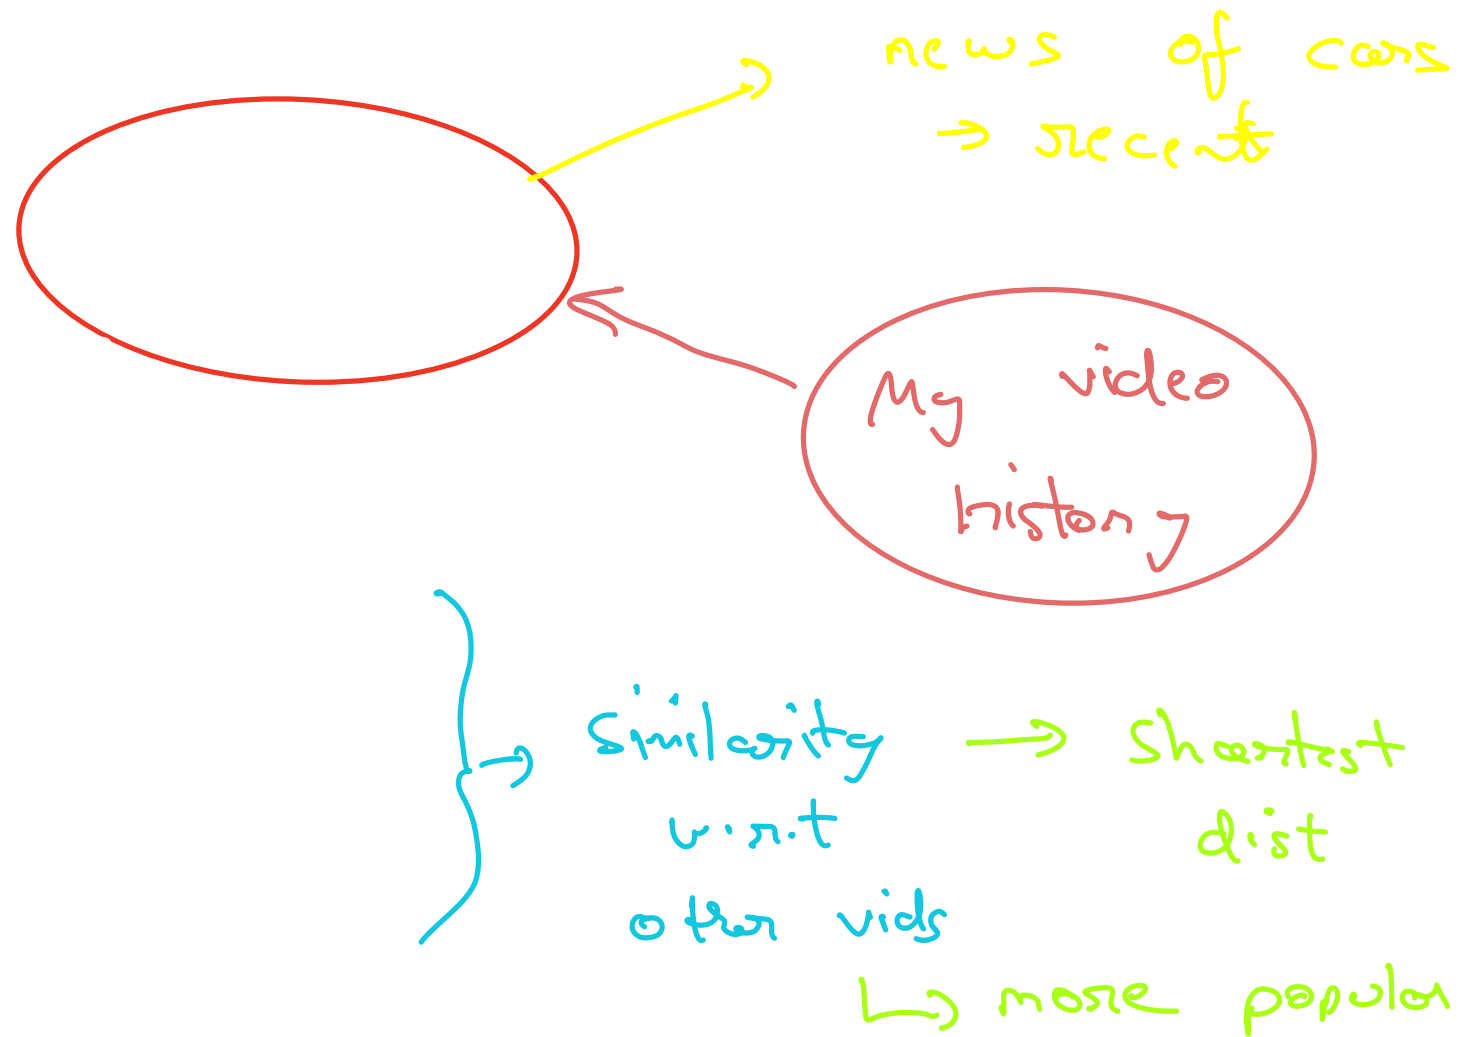 news of cars
→ recent
My video
history
Similarity → Shortest
w.r.t dist
other vids
↳ more popular